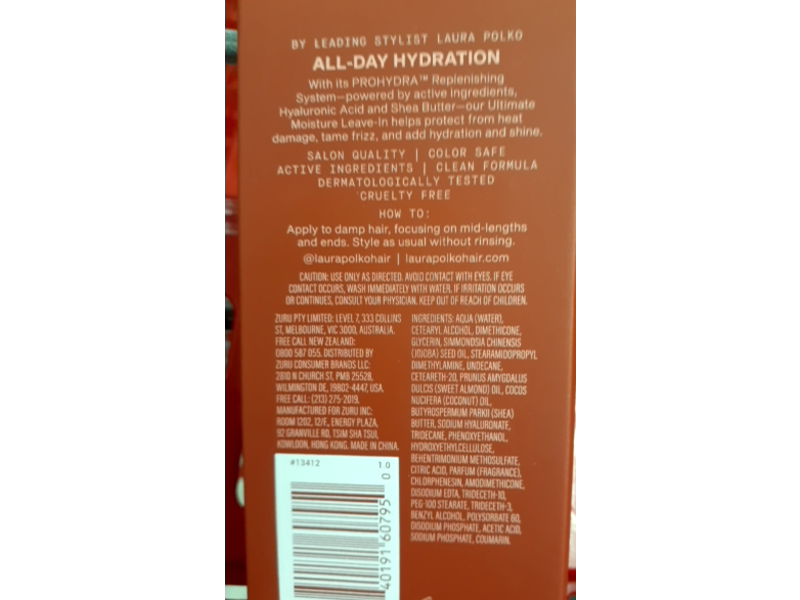 BY LEADING STYLIST LAURA POLKO
ALL-DAY HYDRATION
With its PROHYDRA™ Replenishing
System—powered by active ingredients,
Hyaluronic Acid and Shea Butter—our Ultimate
Moisture Leave-In helps protect from heat
damage, tame frizz, and add hydration and shine.
SALON QUALITY | COLOR SAFE
ACTIVE INGREDIENTS | CLEAN FORMULA
DERMATOLOGICALLY TESTED
CRUELTY FREE
HOW TO:
Apply to damp hair, focusing on mid-lengths
and ends. Style as usual without rinsing.
@laurapolkohair | laurapolkohair.com
CAUTION: USE ONLY AS DIRECTED. AVOID CONTACT WITH EYES. IF EYE
CONTACT OCCURS, WASH IMMEDIATELY WITH WATER. IF IRRITATION OCCURS
OR CONTINUES, CONSULT YOUR PHYSICIAN. KEEP OUT OF REACH OF CHILDREN.
ZURU PTY LIMITED: LEVEL 7, 333 COLLINS
ST, MELBOURNE, VIC 3000, AUSTRALIA.
FREE CALL NEW ZEALAND:
0800 587 055. DISTRIBUTED BY
ZURU CONSUMER BRANDS LLC:
2810 N CHURCH ST, PMB 25528,
WILMINGTON DE, 19802-4447, USA.
FREE CALL: (213) 275-2019.
MANUFACTURED FOR ZURU INC:
ROOM 1202, 12/F., ENERGY PLAZA,
92 GRANVILLE RD, TSIM SHA TSUI,
KOWLOON, HONG KONG. MADE IN CHINA.
INGREDIENTS: AQUA (WATER),
CETEARYL ALCOHOL, DIMETHICONE,
GLYCERIN, SIMMONDSIA CHINENSIS
(JOJOBA) SEED OIL, STEARAMIDOPROPYL
DIMETHYLAMINE, UNDECANE,
CETEARETH-20, PRUNUS AMYGDALUS
DULCIS (SWEET ALMOND) OIL, COCOS
NUCIFERA (COCONUT) OIL,
BUTYROSPERMUM PARKII (SHEA)
BUTTER, SODIUM HYALURONATE,
TRIDECANE, PHENOXYETHANOL,
HYDROXYETHYLCELLULOSE,
BEHENTRIMONIUM METHOSULFATE,
CITRIC ACID, PARFUM (FRAGRANCE),
CHLORPHENESIN, AMODIMETHICONE,
DISODIUM EDTA, TRIDECETH-10,
PEG-100 STEARATE, TRIDECETH-3,
BENZYL ALCOHOL, POLYSORBATE 60,
DISODIUM PHOSPHATE, ACETIC ACID,
SODIUM PHOSPHATE, COUMARIN.
#13412
1.0
40191 60795 0